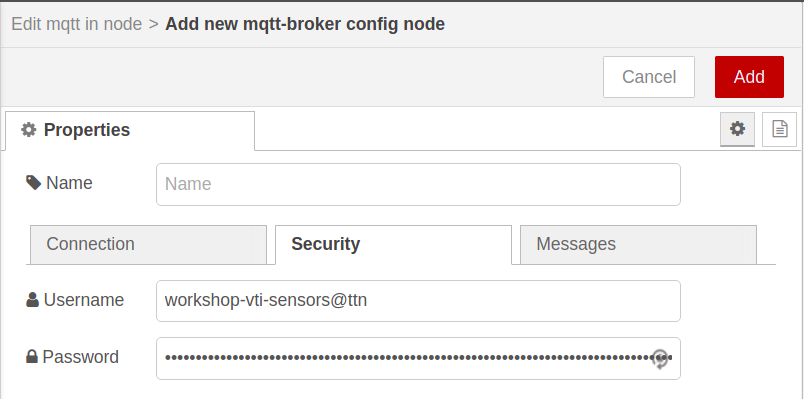 Edit mqtt in node > Add new mqtt-broker config node
Cancel Add
Properties
Name Name
Connection Security Messages
Username workshop-vti-sensors@ttn
Password ••••••••••••••••••••••••••••••••••••••••••••••••••••••••••••••••••••••••••••••••••••